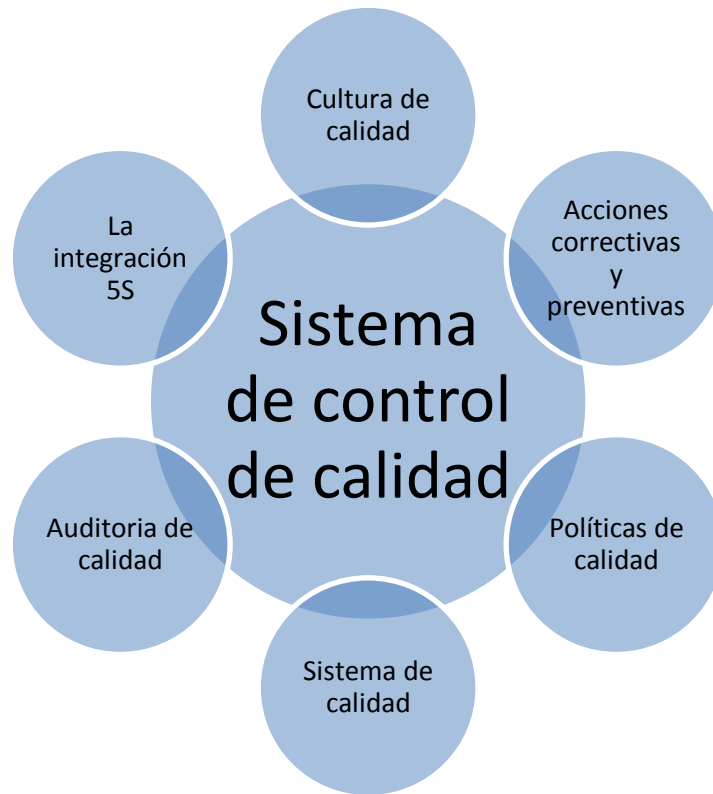 Cultura de
calidad
La
integración
5S
Acciones
correctivas
y
preventivas
Sistema
de control
de calidad
Auditoria de
calidad
Políticas de
calidad
Sistema de
calidad